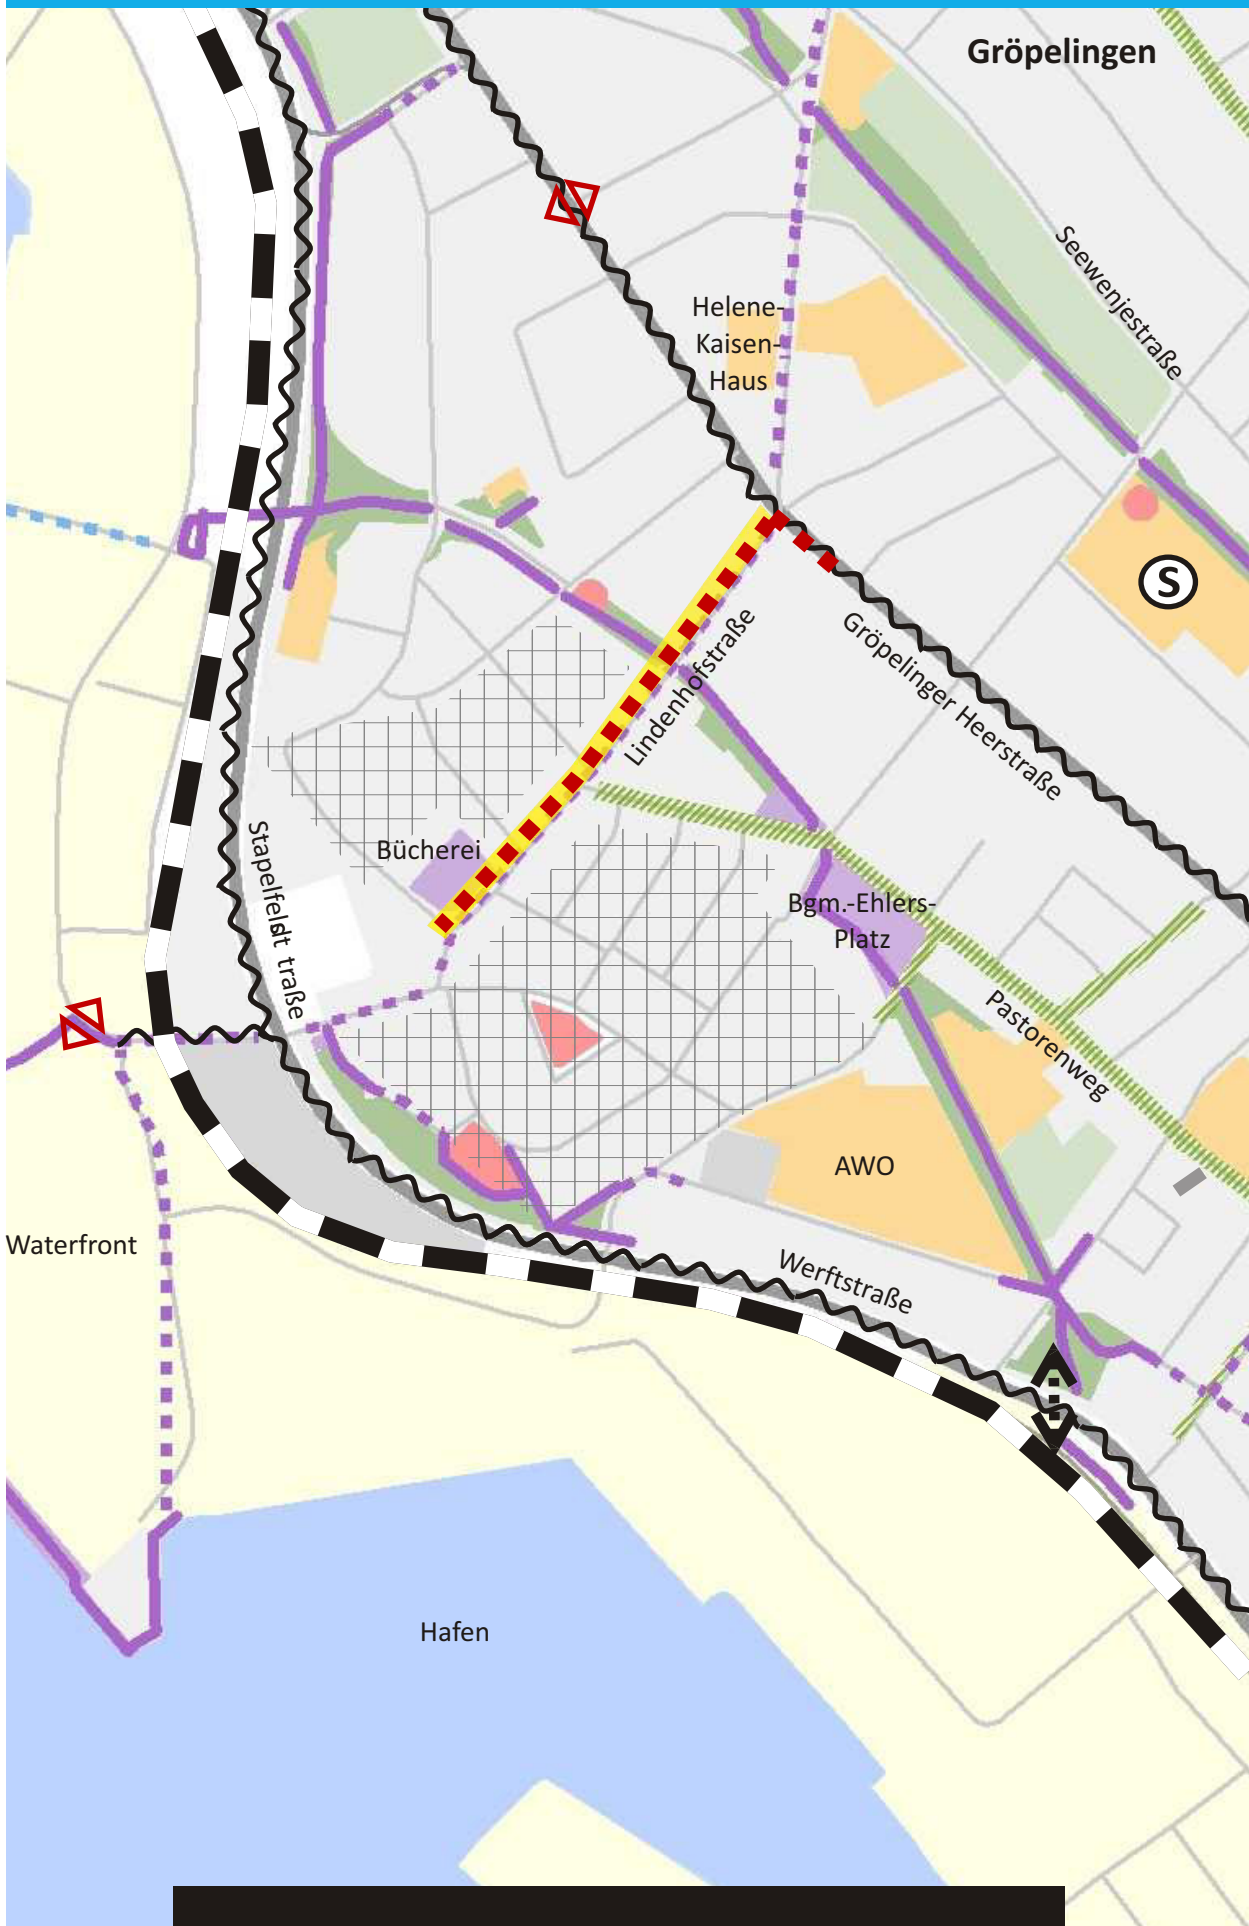 Gröpelingen
Seewenjestraße
Helene-
Kaisen-
Haus
S
Lindenhofstraße
Gröpelinger Heerstraße
Bücherei
Stapelfeldt
traße
Bgm.-Ehlers-
Platz
Pastorenweg
AWO
Waterfront
Werftstraße
Hafen